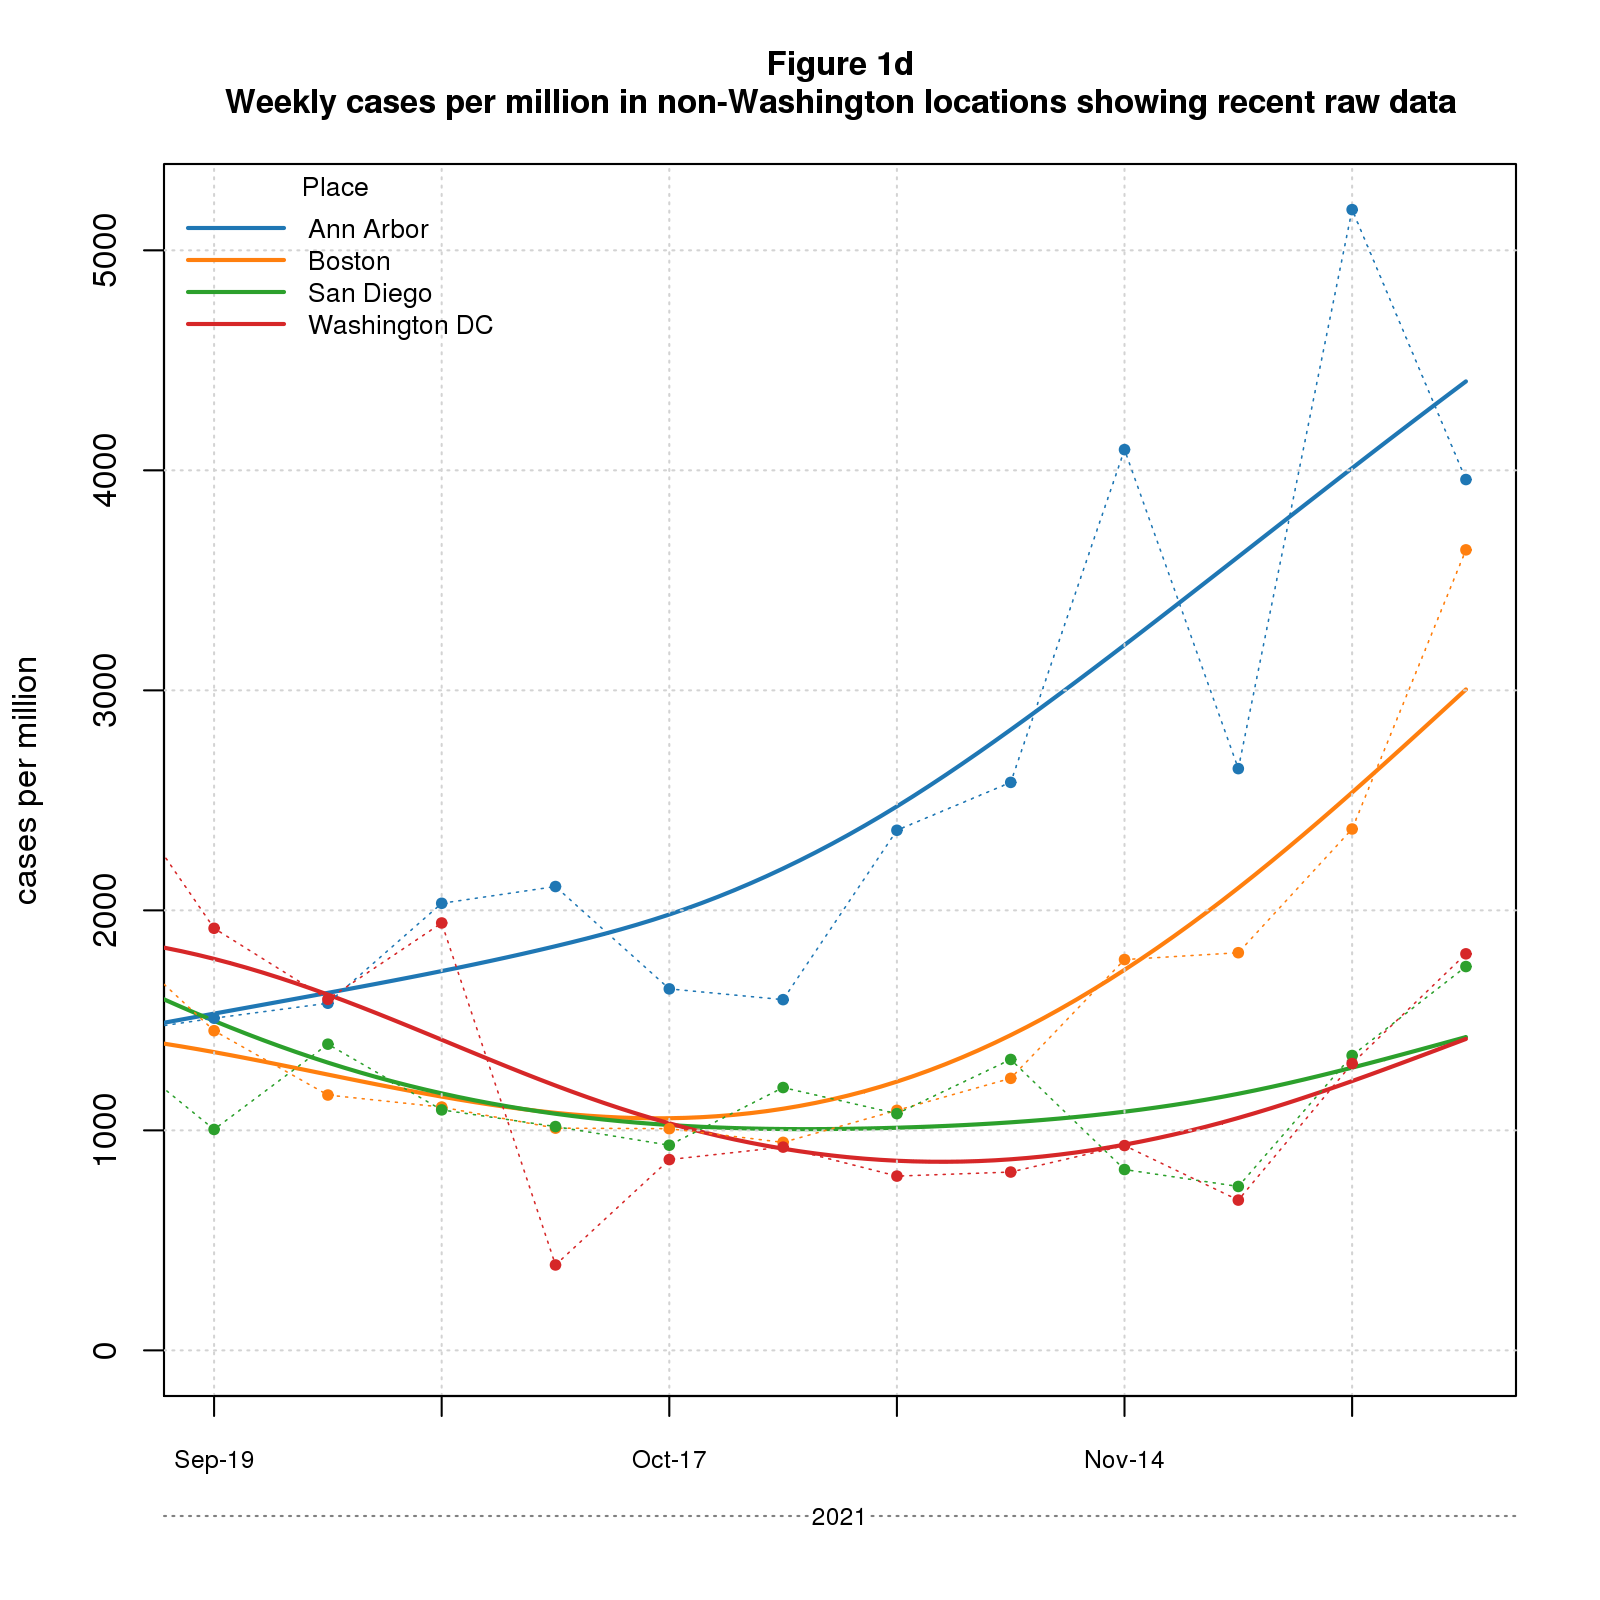 Figure 1d
Weekly cases per million in non-Washington locations showing recent raw data
Place
Ann Arbor
Boston
San Diego
Washington DC
cases per million
5000
4000
3000
2000
1000
0
Sep-19
Oct-17
Nov-14
2021